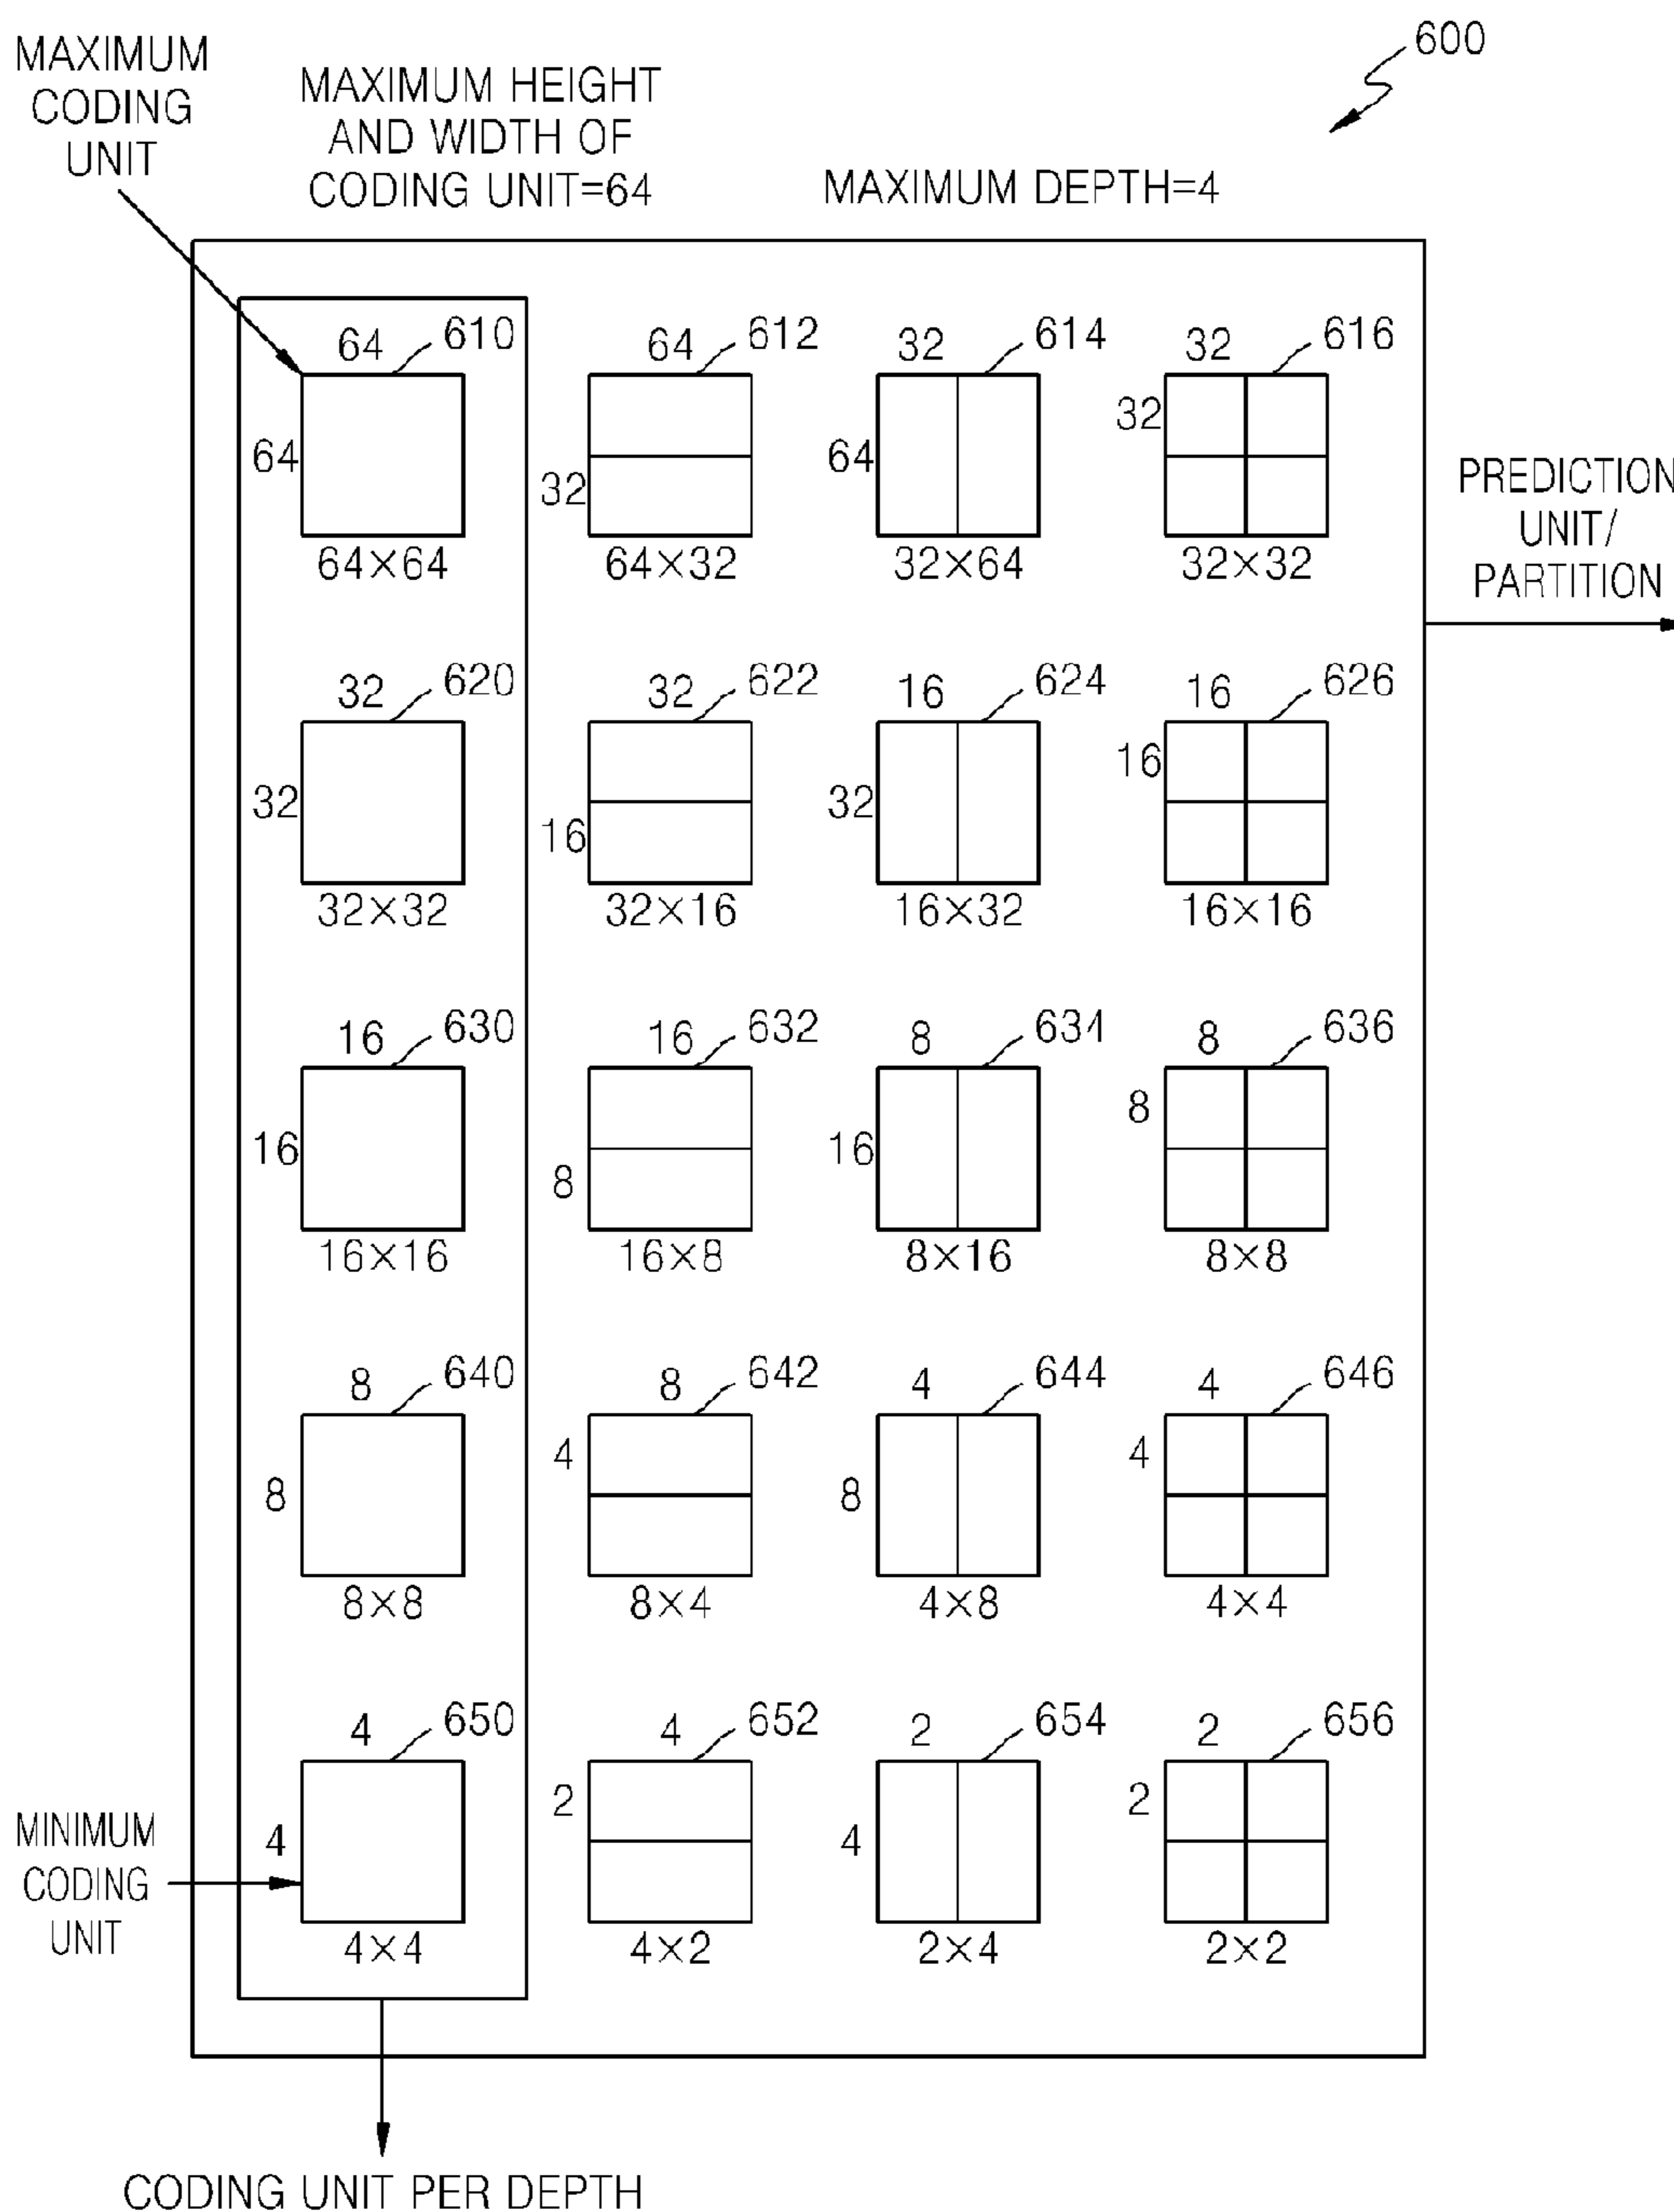 600
MAXIMUM
CODING
UNIT
MAXIMUM HEIGHT
AND WIDTH OF
CODING UNIT=64
MAXIMUM DEPTH=4
64 610 64 612 32 614 32 616
64 32 64 32
64×64 64×32 32×64 32×32
PREDICTION
UNIT/
PARTITION
32 620 32 622 16 624 16 626
32 16 32 16
32×32 32×16 16×32 16×16
16 630 16 632 8 634 8 636
16 8 16 8
16×16 16×8 8×16 8×8
8 640 8 642 4 644 4 646
8 4 8 4
8×8 8×4 4×8 4×4
4 650 4 652 2 654 2 656
4 2 4 2
4×4 4×2 2×4 2×2
MINIMUM
CODING
UNIT
CODING UNIT PER DEPTH